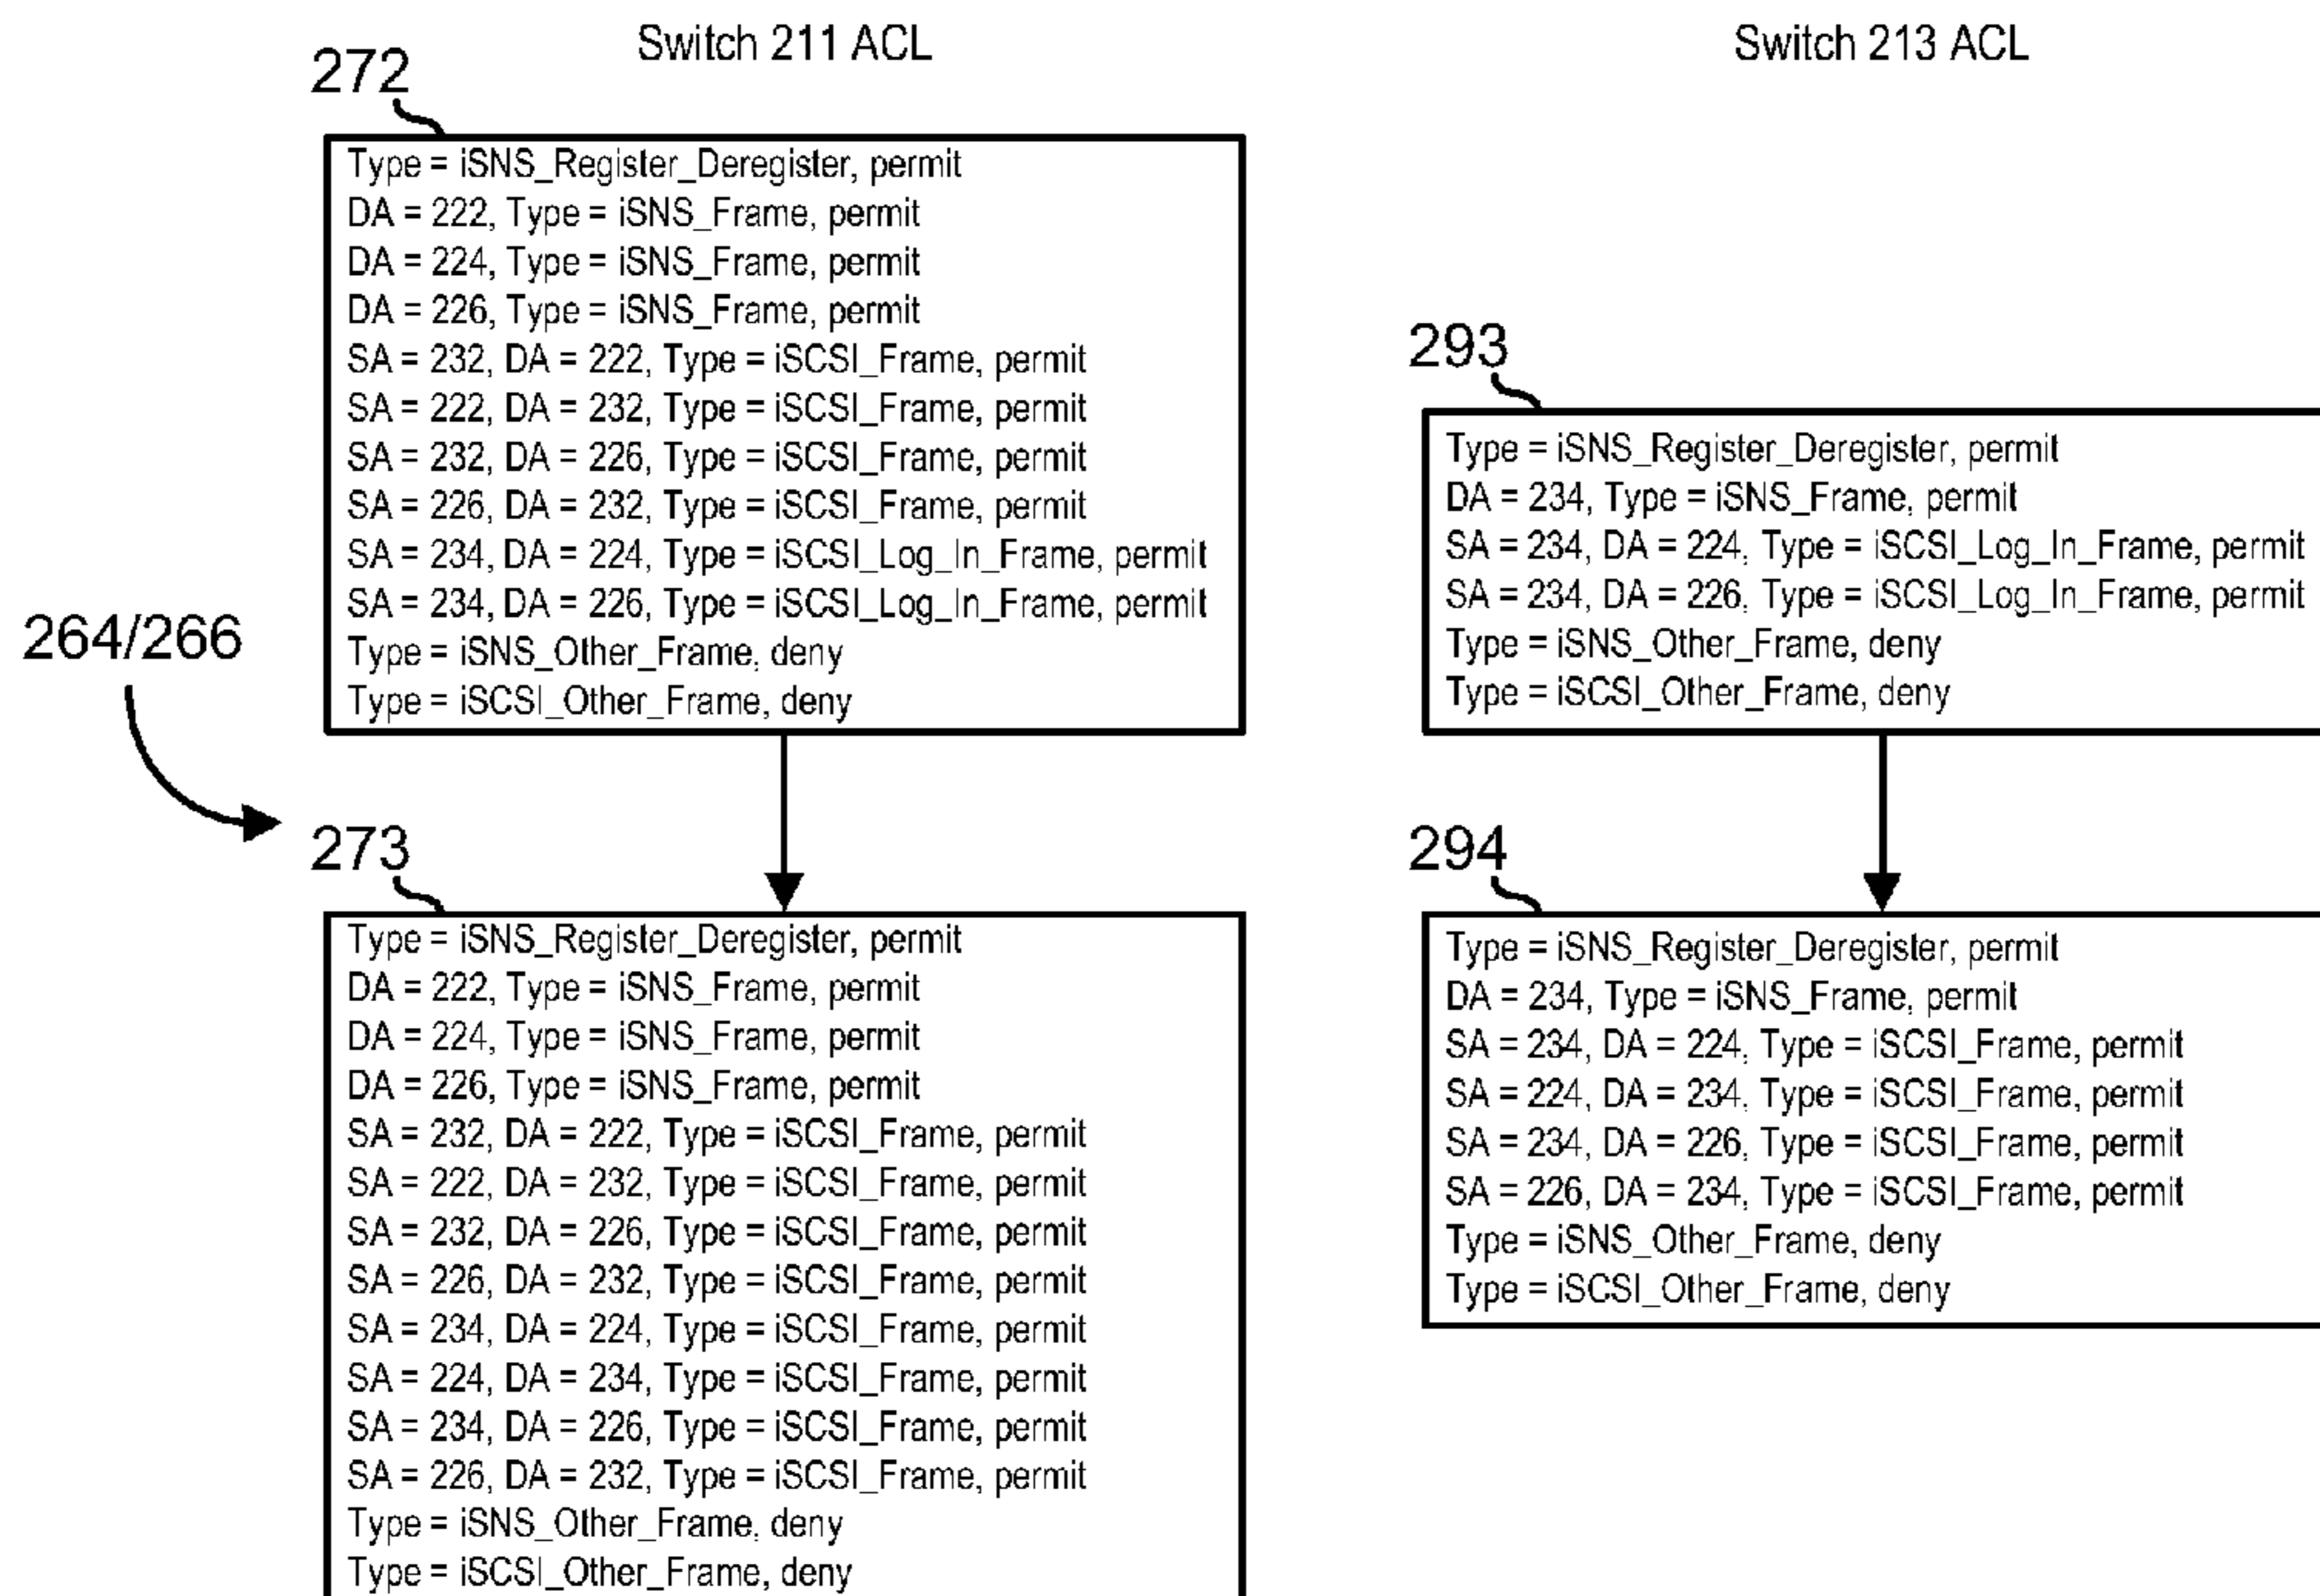 Switch 211 ACL
272
Type = iSNS_Register_Deregister, permit
DA = 222, Type = iSNS_Frame, permit
DA = 224, Type = iSNS_Frame, permit
DA = 226, Type = iSNS_Frame, permit
SA = 232, DA = 222, Type = iSCSI_Frame, permit
SA = 222, DA = 232, Type = iSCSI_Frame, permit
SA = 232, DA = 226, Type = iSCSI_Frame, permit
SA = 226, DA = 232, Type = iSCSI_Frame, permit
SA = 234, DA = 224, Type = iSCSI_Log_In_Frame, permit
SA = 234, DA = 226, Type = iSCSI_Log_In_Frame, permit
Type = iSNS_Other_Frame, deny
Type = iSCSI_Other_Frame, deny
264/266
273
Type = iSNS_Register_Deregister, permit
DA = 222, Type = iSNS_Frame, permit
DA = 224, Type = iSNS_Frame, permit
DA = 226, Type = iSNS_Frame, permit
SA = 232, DA = 222, Type = iSCSI_Frame, permit
SA = 222, DA = 232, Type = iSCSI_Frame, permit
SA = 232, DA = 226, Type = iSCSI_Frame, permit
SA = 226, DA = 232, Type = iSCSI_Frame, permit
SA = 234, DA = 224, Type = iSCSI_Frame, permit
SA = 224, DA = 234, Type = iSCSI_Frame, permit
SA = 234, DA = 226, Type = iSCSI_Frame, permit
SA = 226, DA = 232, Type = iSCSI_Frame, permit
Type = iSNS_Other_Frame, deny
Type = iSCSI_Other_Frame, deny
Switch 213 ACL
293
Type = iSNS_Register_Deregister, permit
DA = 234, Type = iSNS_Frame, permit
SA = 234, DA = 224, Type = iSCSI_Log_In_Frame, permit
SA = 234, DA = 226, Type = iSCSI_Log_In_Frame, permit
Type = iSNS_Other_Frame, deny
Type = iSCSI_Other_Frame, deny
294
Type = iSNS_Register_Deregister, permit
DA = 234, Type = iSNS_Frame, permit
SA = 234, DA = 224, Type = iSCSI_Frame, permit
SA = 224, DA = 234, Type = iSCSI_Frame, permit
SA = 234, DA = 226, Type = iSCSI_Frame, permit
SA = 226, DA = 234, Type = iSCSI_Frame, permit
Type = iSNS_Other_Frame, deny
Type = iSCSI_Other_Frame, deny